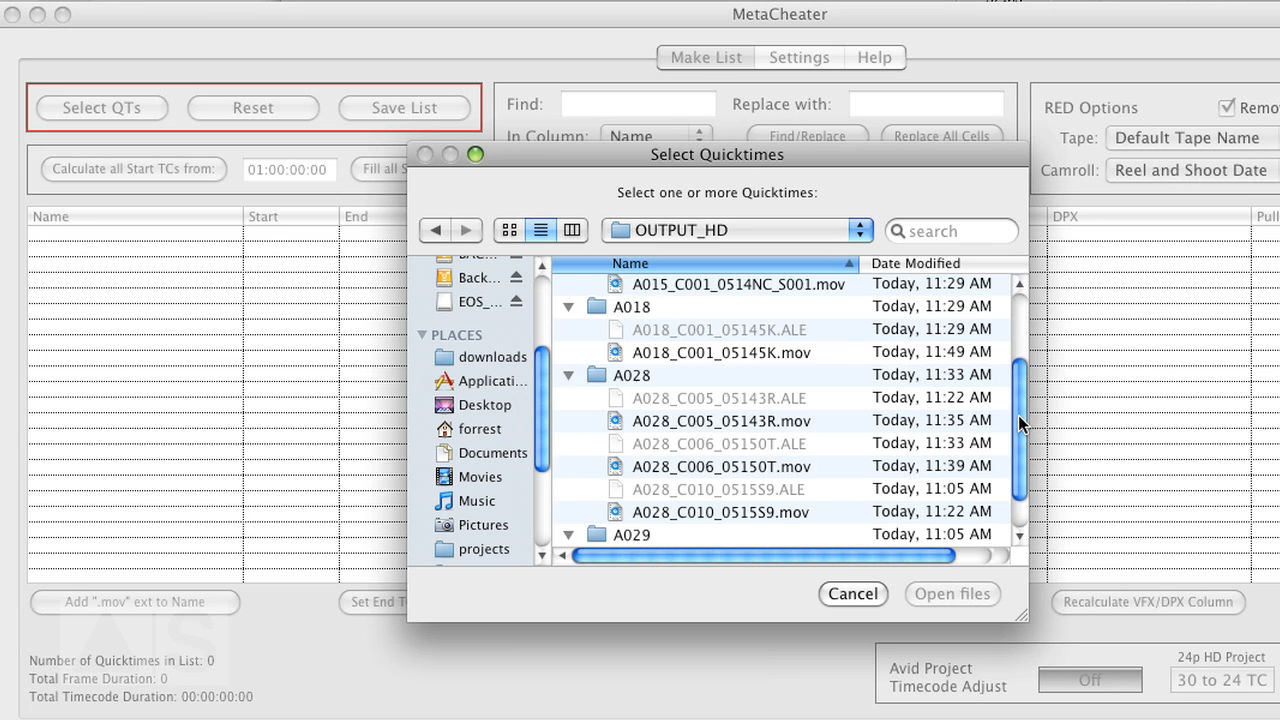 MetaCheater
Make List Settings Help
Select QTs Reset Save List
Find: Replace with:
RED Options Remo
In Column: Name Find/Replace Replace All Cells
Tape: Default Tape Name
Calculate all Start TCs from: 01:00:00:00 Fill all S
Camroll: Reel and Shoot Date
Name Start End DPX Pull
Select Quicktimes
Select one or more Quicktimes:
OUTPUT_HD search
Name Date Modified
Back...
EOS_...
PLACES
downloads
Applicati...
Desktop
forrest
Documents
Movies
Music
Pictures
projects
A015_C001_0514NC_S001.mov Today, 11:29 AM
A018 Today, 11:29 AM
A018_C001_05145K.ALE Today, 11:29 AM
A018_C001_05145K.mov Today, 11:49 AM
A028 Today, 11:33 AM
A028_C005_05143R.ALE Today, 11:22 AM
A028_C005_05143R.mov Today, 11:35 AM
A028_C006_05150T.ALE Today, 11:33 AM
A028_C006_05150T.mov Today, 11:39 AM
A028_C010_0515S9.ALE Today, 11:05 AM
A028_C010_0515S9.mov Today, 11:22 AM
A029 Today, 11:05 AM
Cancel Open files
Add ".mov" ext to Name Set End T Recalculate VFX/DPX Column
Number of Quicktimes in List: 0
Total Frame Duration: 0
Total Timecode Duration: 00:00:00:00
Avid Project
Timecode Adjust
Off
24p HD Project
30 to 24 TC